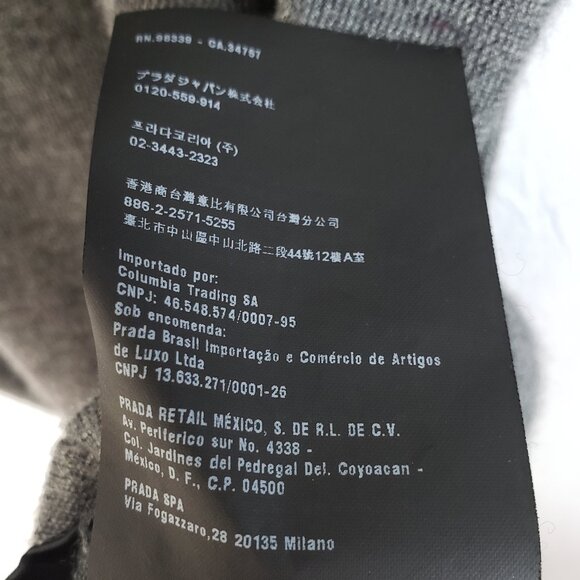 RN.98339 - CA.34757
プラダジャパン株式会社
0120-559-914
프라다코리아 (주)
02-3443-2323
香港商台灣意比有限公司台灣分公司
886-2-2571-5255
臺北市中山區中山北路二段44號12樓A至
Importado por:
Columbia Trading SA
CNPJ: 46.548.574/0007-95
Sob encomenda:
Prada Brasil Importação e Comércio de Artigos
de Luxo Ltda
CNPJ 13.633.271/0001-26
PRADA RETAIL MÉXICO, S. DE R.L. DE C.V.
Av. Periferico sur No. 4338 -
Col. Jardines del Pedregal Del. Coyoacan -
México, D. F., C.P. 04500
PRADA SPA
Via Fogazzaro,28 20135 Milano